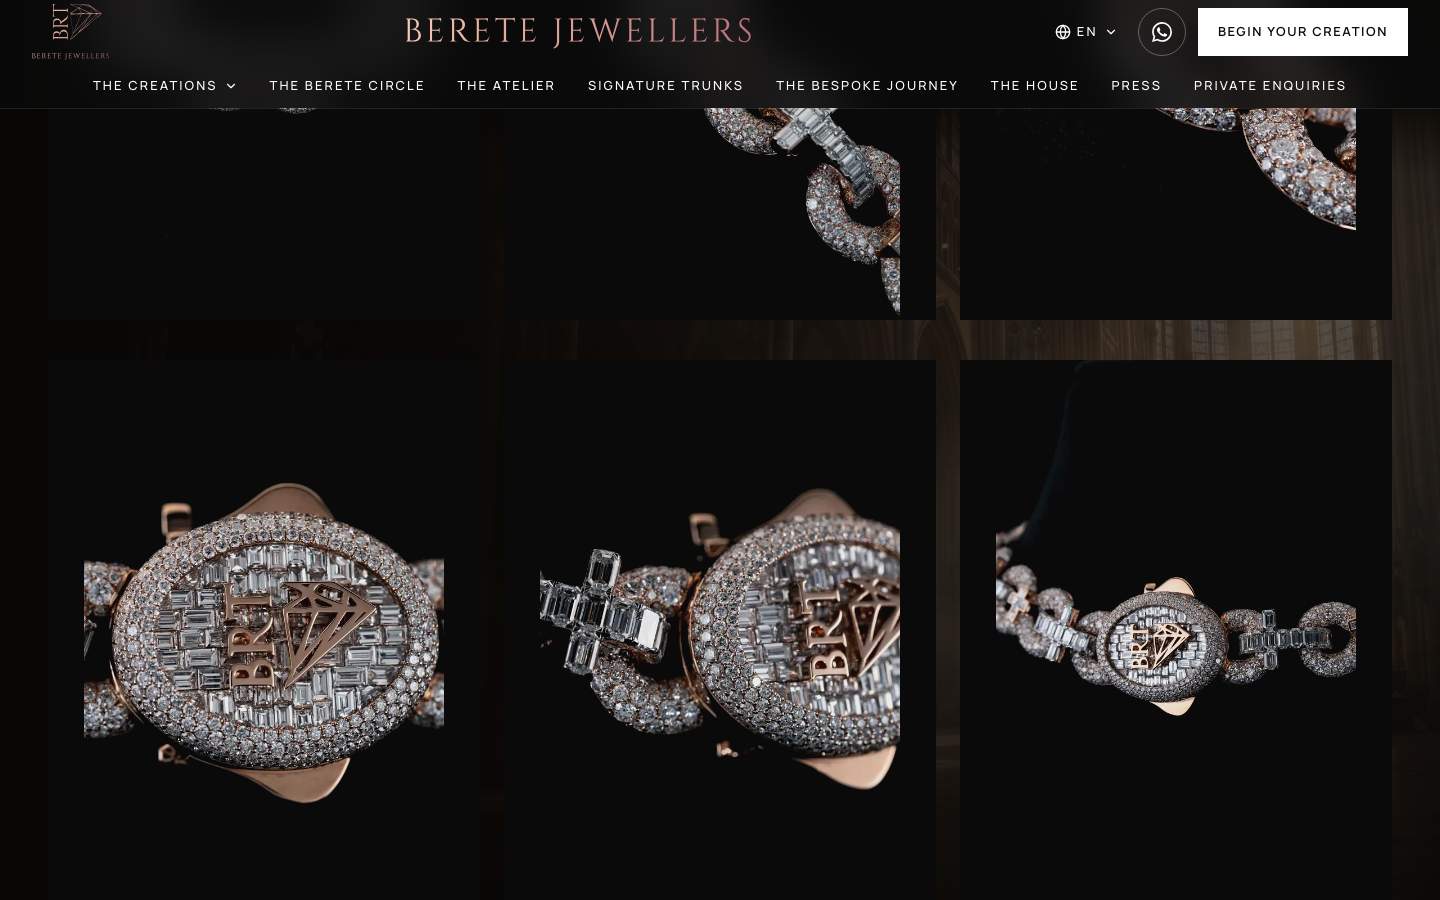 BRT
BERETE JEWELLERS
BERETE JEWELLERS
EN
BEGIN YOUR CREATION
THE CREATIONS
THE BERETE CIRCLE
THE ATELIER
SIGNATURE TRUNKS
THE BESPOKE JOURNEY
THE HOUSE
PRESS
PRIVATE ENQUIRIES
BRT
BRT
BRT